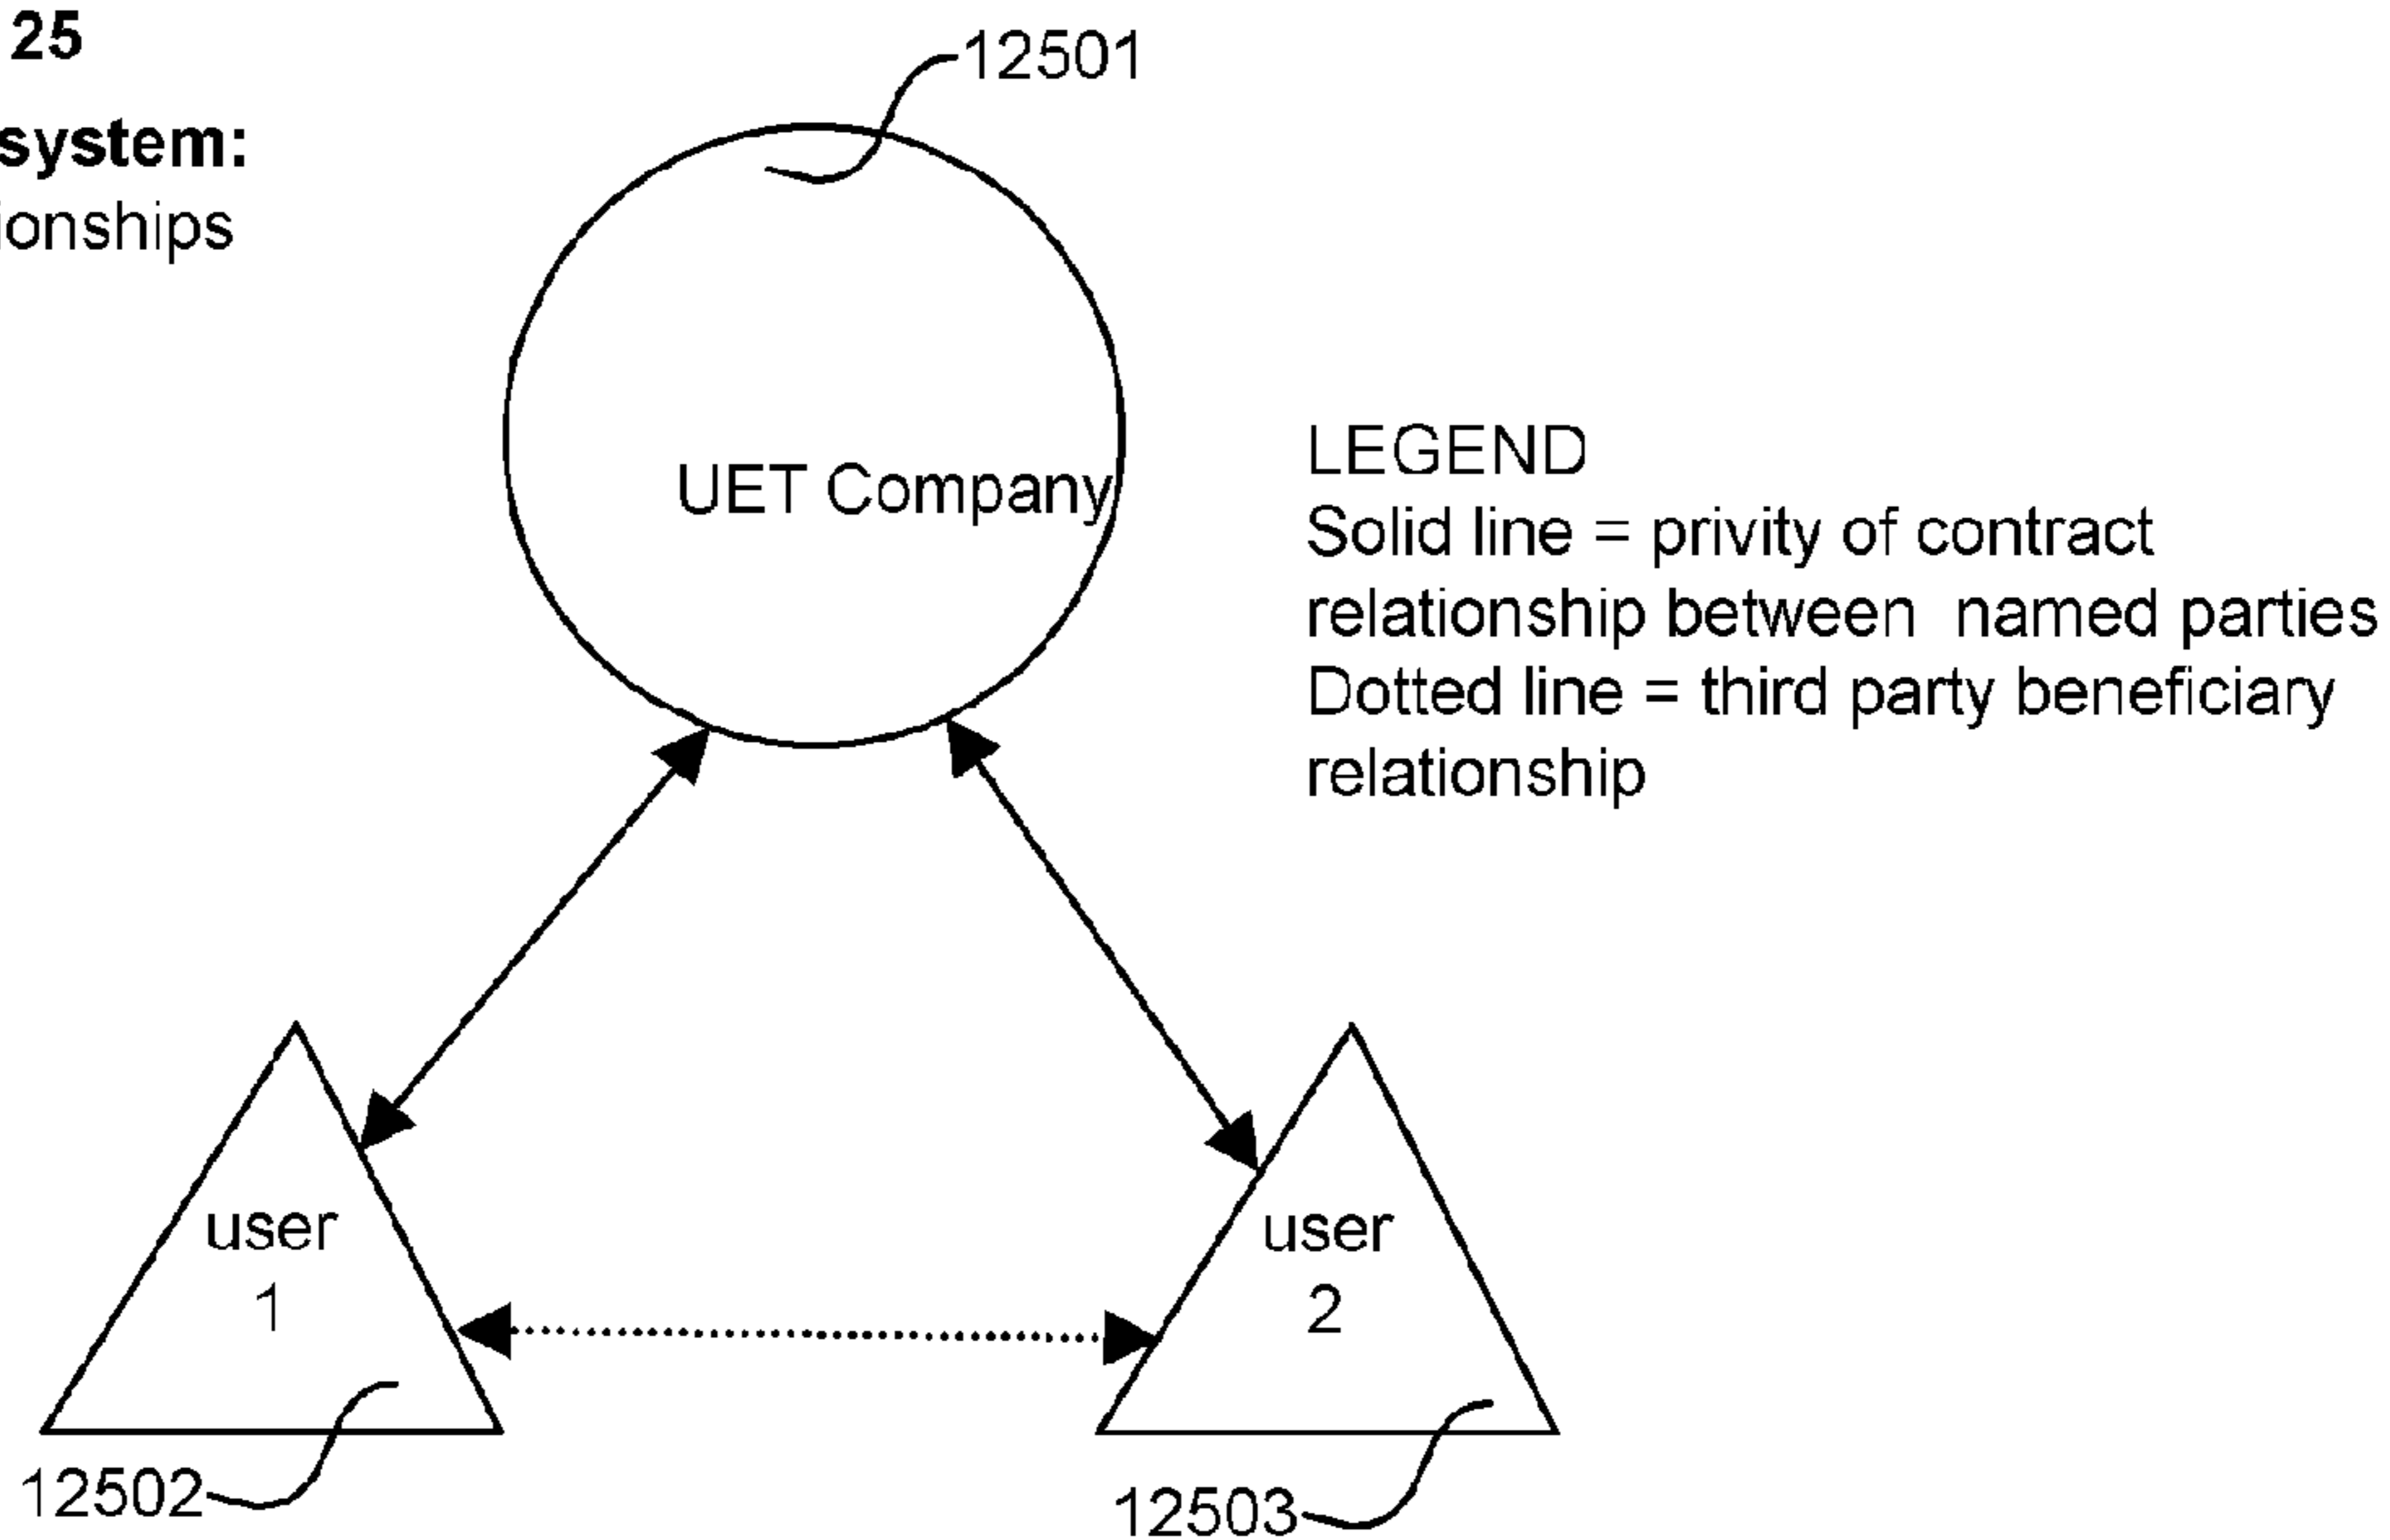 25
system:
ionships
12501
UET Company
LEGEND
Solid line = privity of contract
relationship between named parties
Dotted line = third party beneficiary
relationship
user
1
user
2
12502
12503